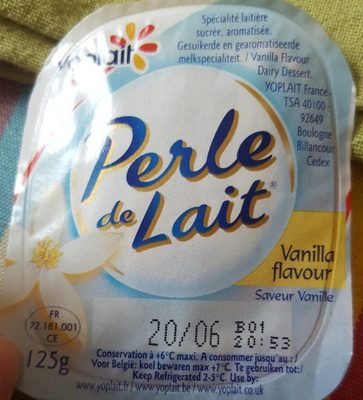 Yoplait
Spécialité laitière
sucrée, aromatisée.
Gesuikerde en gearomatiseerde
melkspecialiteit. / Vanilla Flavour
Dairy Dessert.
YOPLAIT France
TSA 40100
92649
Boulogne
Billancourt
Cedex
Perle
de Lait®
Vanilla
flavour
Saveur Vanille
FR
72.181.001
CE
125g
20/06 B01
20:53
Conservation à +6°C maxi. A consommer jusqu'au : /
Voor België: koel bewaren max +7°C. Te gebruiken tot:/
Keep Refrigerated 2-5°C. Use by:
www.yoplait.fr / www.yoplait.be / www.yoplait.co.uk